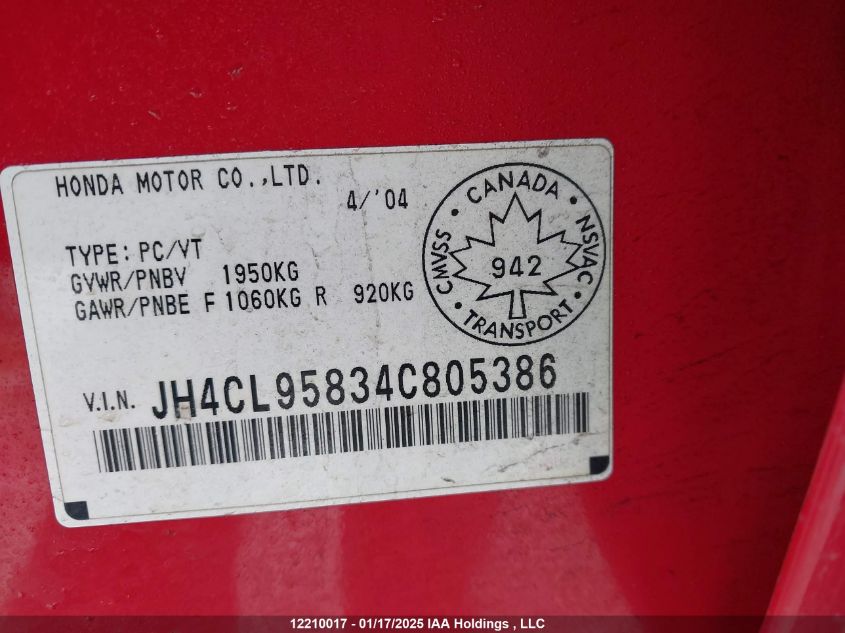 HONDA MOTOR CO.,LTD.
4/'04
TYPE: PC/VT
GVWR/PNBV 1950KG
GAWR/PNBE F 1060KG R 920KG
CANADA
CMVSS
NSVAC
942
TRANSPORT
V.I.N. JH4CL95834C805386
12210017 - 01/17/2025 IAA Holdings , LLC